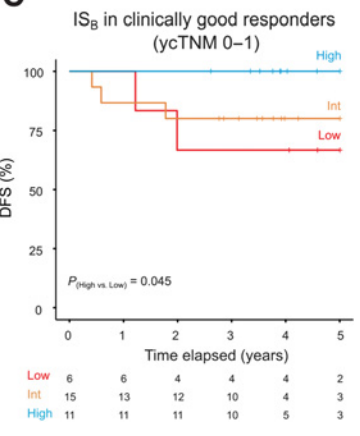 IS_B in clinically good responders
(ycTNM 0–1)
High
100
Int
75
Low
DFS (%)
50
25
P(High vs. Low) = 0.045
0
0 1 2 3 4 5
Time elapsed (years)
Low 6 6 4 4 4 2
Int 15 13 12 10 4 3
High 11 11 11 10 5 3